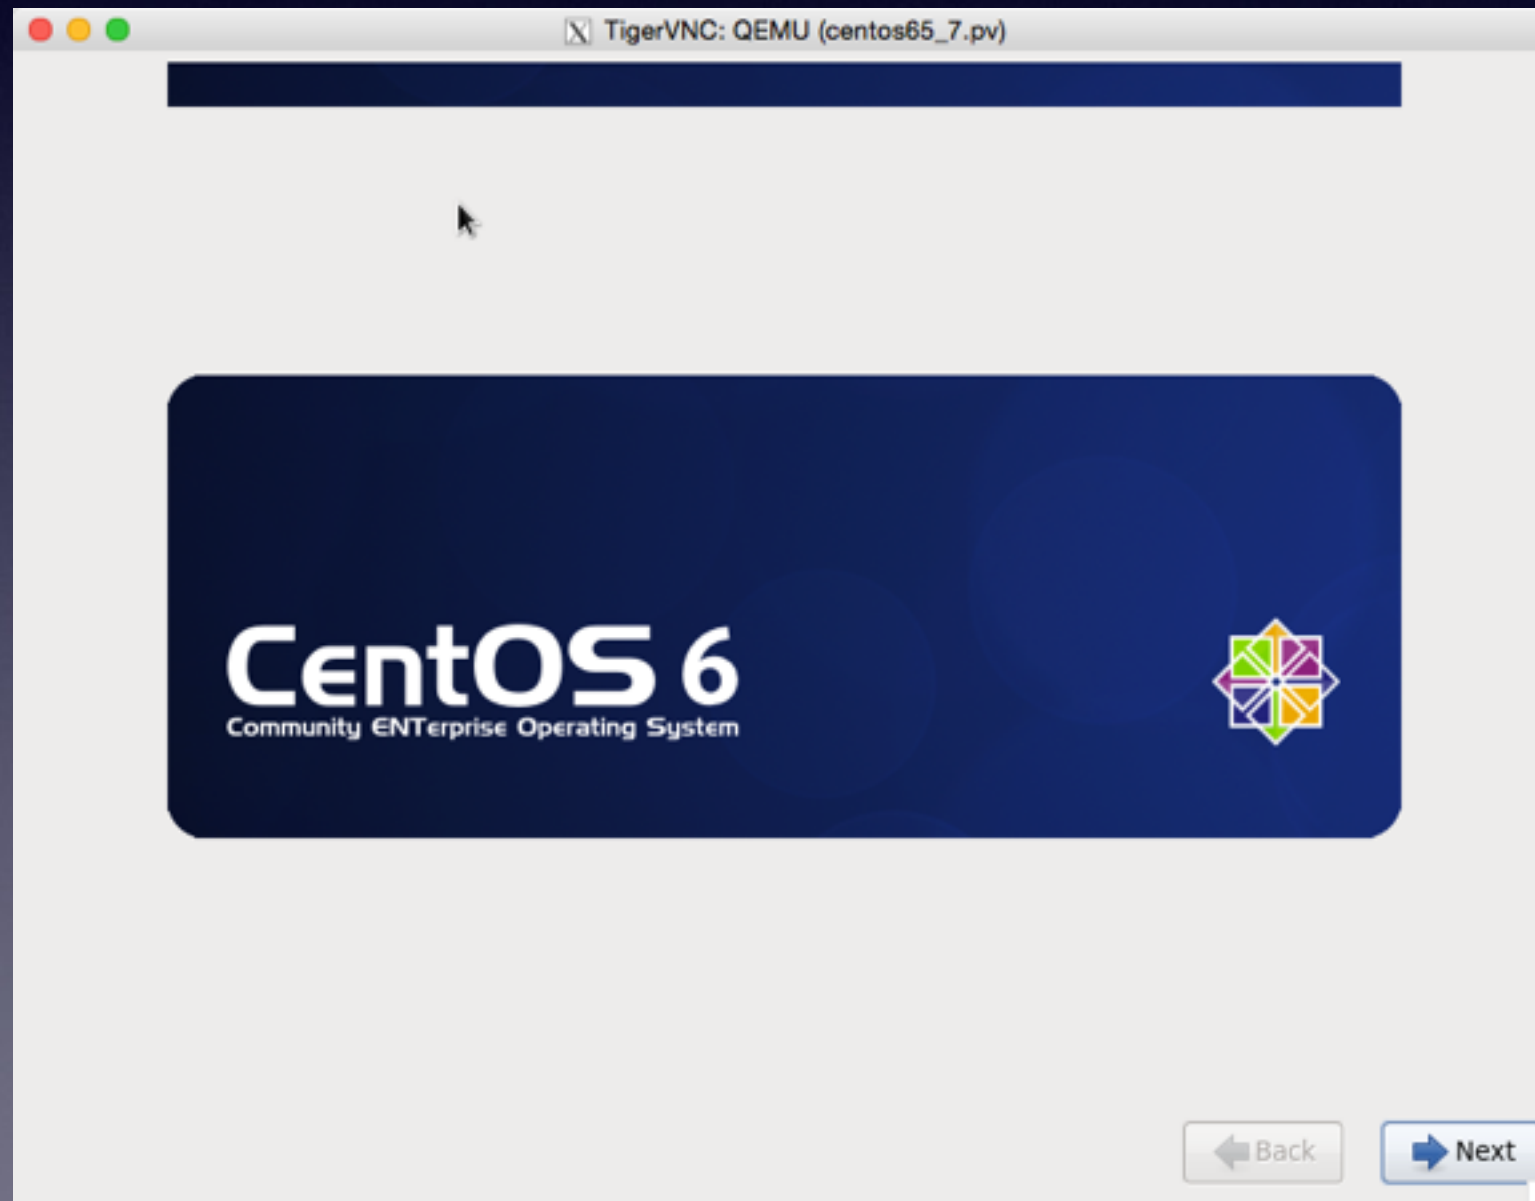 TigerVNC: QEMU (centos65_7.pv)
CentOS 6
Community ENTerprise Operating System
Back
Next